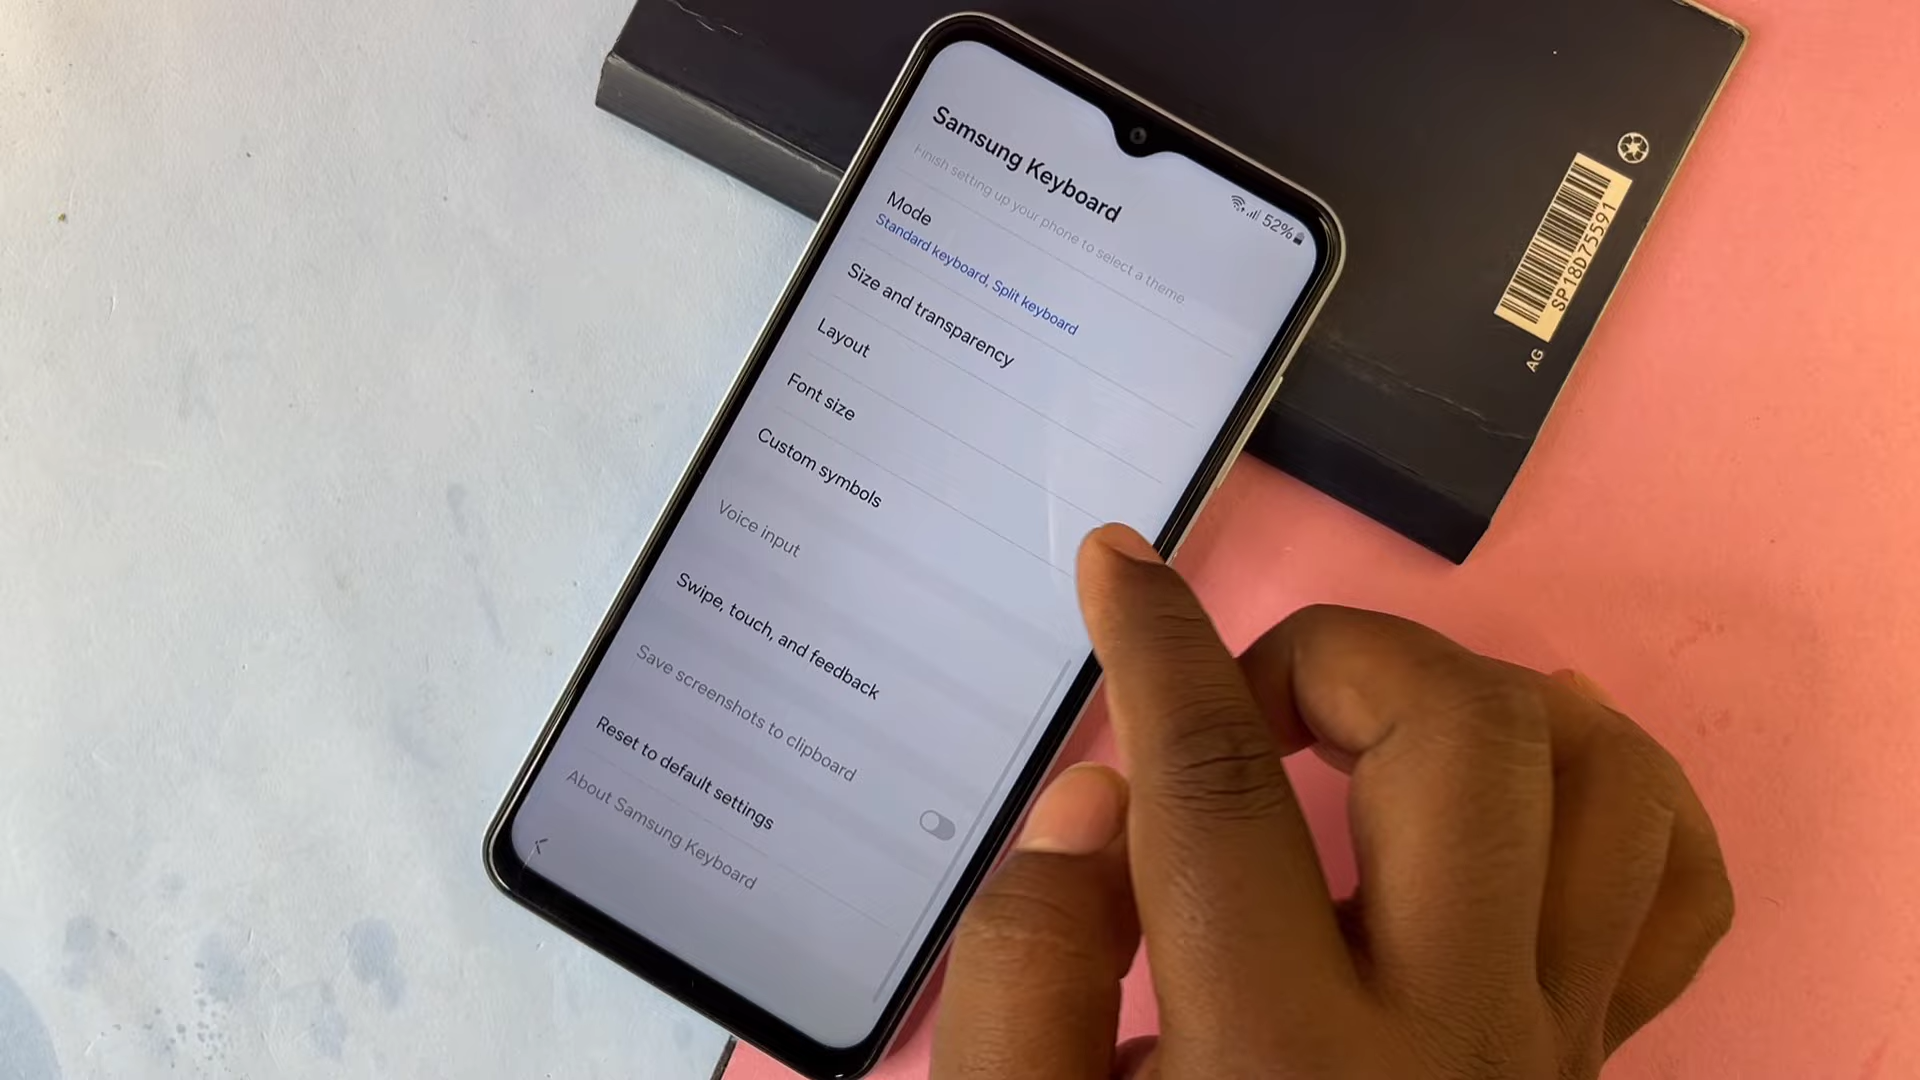 52%
Samsung Keyboard
Finish setting up your phone to select a theme
Mode
Standard keyboard, Split keyboard
Size and transparency
Layout
Font size
Custom symbols
Voice input
Swipe, touch, and feedback
Save screenshots to clipboard
Reset to default settings
About Samsung Keyboard
SP18D75591
AG